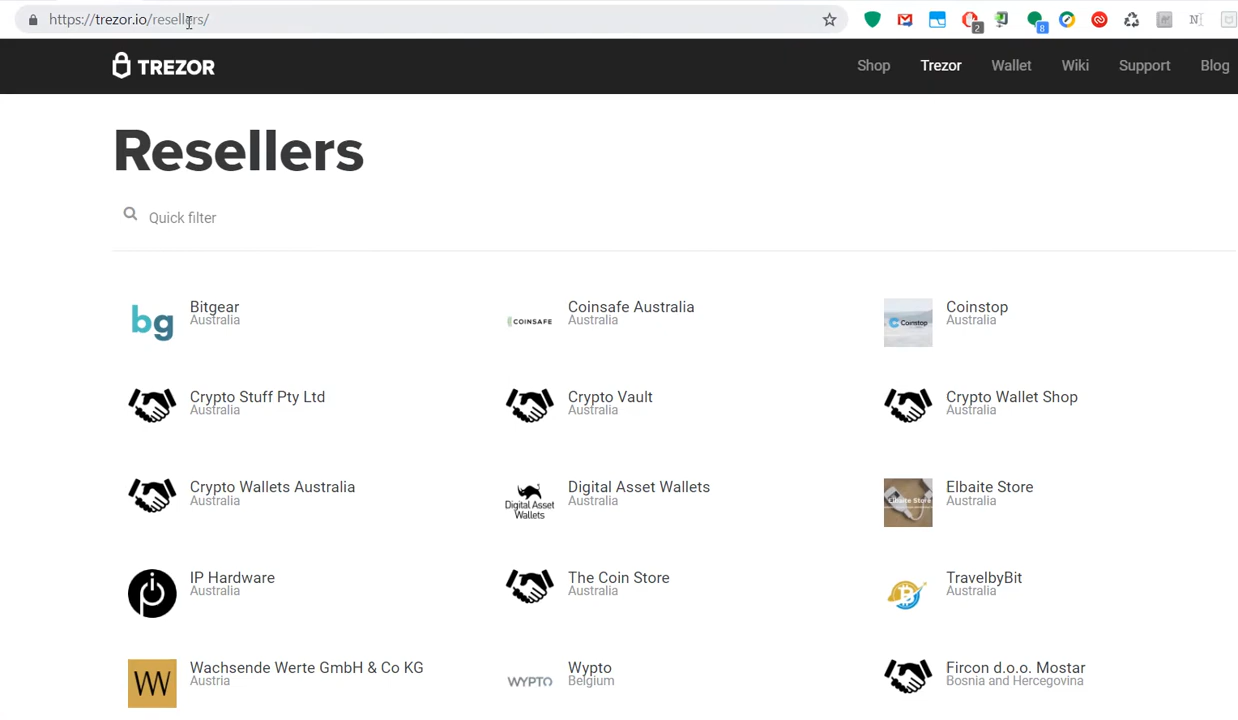 https://trezor.io/resellers/
2
8
N
TREZOR
Shop Trezor Wallet Wiki Support Blog
Resellers
Quick filter
bg
Bitgear
Australia
COINSAFE
Coinsafe Australia
Australia
Coinstop
Coinstop
Australia
Crypto Stuff Pty Ltd
Australia
Crypto Vault
Australia
Crypto Wallet Shop
Australia
Crypto Wallets Australia
Australia
Digital Asset
Wallets
Digital Asset Wallets
Australia
Elbaite Store
Elbaite Store
Australia
IP Hardware
Australia
The Coin Store
Australia
TravelbyBit
Australia
W
Wachsende Werte GmbH & Co KG
Austria
WYPTO
Wypto
Belgium
Fircon d.o.o. Mostar
Bosnia and Hercegovina